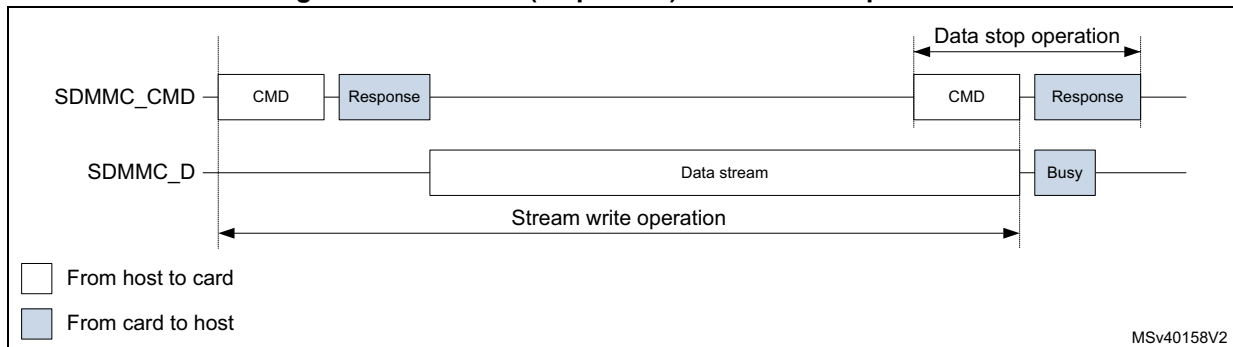 Data stop operation
SDMMC_CMD CMD Response CMD Response
SDMMC_D Data stream Busy
Stream write operation
From host to card
From card to host
MSv40158V2